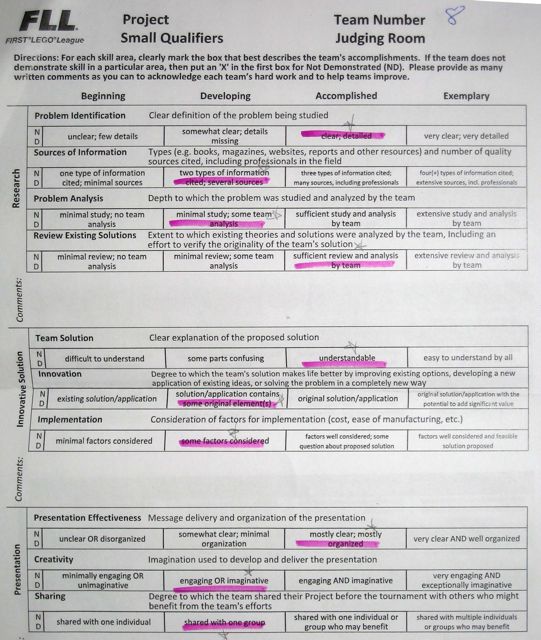 FLL
FIRST LEGO League
Project
Small Qualifiers
Team Number 8
Judging Room
Directions: For each skill area, clearly mark the box that best describes the team's accomplishments. If the team does not
demonstrate skill in a particular area, then put an 'X' in the first box for Not Demonstrated (ND). Please provide as many
written comments as you can to acknowledge each team's hard work and to help teams improve.
Beginning Developing Accomplished Exemplary
Research
Problem Identification Clear definition of the problem being studied
N D
unclear; few details
somewhat clear; details missing
clear; detailed
very clear; very detailed
Sources of Information Types (e.g. books, magazines, websites, reports and other resources) and number of quality
sources cited, including professionals in the field
N D
one type of information cited; minimal sources
two types of information cited; several sources
three types of information cited; many sources, including professionals
four(+) types of information cited; extensive sources, incl. professionals
Problem Analysis Depth to which the problem was studied and analyzed by the team
N D
minimal study; no team analysis
minimal study; some team analysis
sufficient study and analysis by team
extensive study and analysis by team
Review Existing Solutions Extent to which existing theories and solutions were analyzed by the team, Including an
effort to verify the originality of the team's solution
N D
minimal review; no team analysis
minimal review; some team analysis
sufficient review and analysis by team
extensive review and analysis by team
Comments:
Innovative Solution
Team Solution Clear explanation of the proposed solution
N D
difficult to understand
some parts confusing
understandable
easy to understand by all
Innovation Degree to which the team's solution makes life better by improving existing options, developing a new
application of existing ideas, or solving the problem in a completely new way
N D
existing solution/application
solution/application contains some original element(s)
original solution/application
original solution/application with the potential to add significant value
Implementation Consideration of factors for implementation (cost, ease of manufacturing, etc.)
N D
minimal factors considered
some factors considered
factors well considered; some question about proposed solution
factors well considered and feasible solution proposed
Comments:
Presentation
Presentation Effectiveness Message delivery and organization of the presentation
N D
unclear OR disorganized
somewhat clear; minimal organization
mostly clear; mostly organized
very clear AND well organized
Creativity Imagination used to develop and deliver the presentation
N D
minimally engaging OR unimaginative
engaging OR imaginative
engaging AND imaginative
very engaging AND exceptionally imaginative
Sharing Degree to which the team shared their Project before the tournament with others who might
benefit from the team's efforts
N D
shared with one individual
shared with one group
shared with one individual or group who may benefit
shared with multiple individuals or groups who may benefit